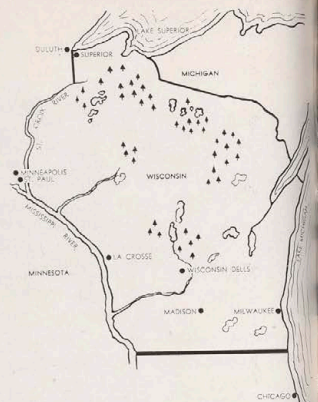 LAKE SUPERIOR
DULUTH
SUPERIOR
MICHIGAN
ST. CROIX RIVER
MINNEAPOLIS
ST. PAUL
WISCONSIN
MISSISSIPPI RIVER
LA CROSSE
WISCONSIN DELLS
MINNESOTA
LAKE MICHIGAN
MADISON
MILWAUKEE
CHICAGO